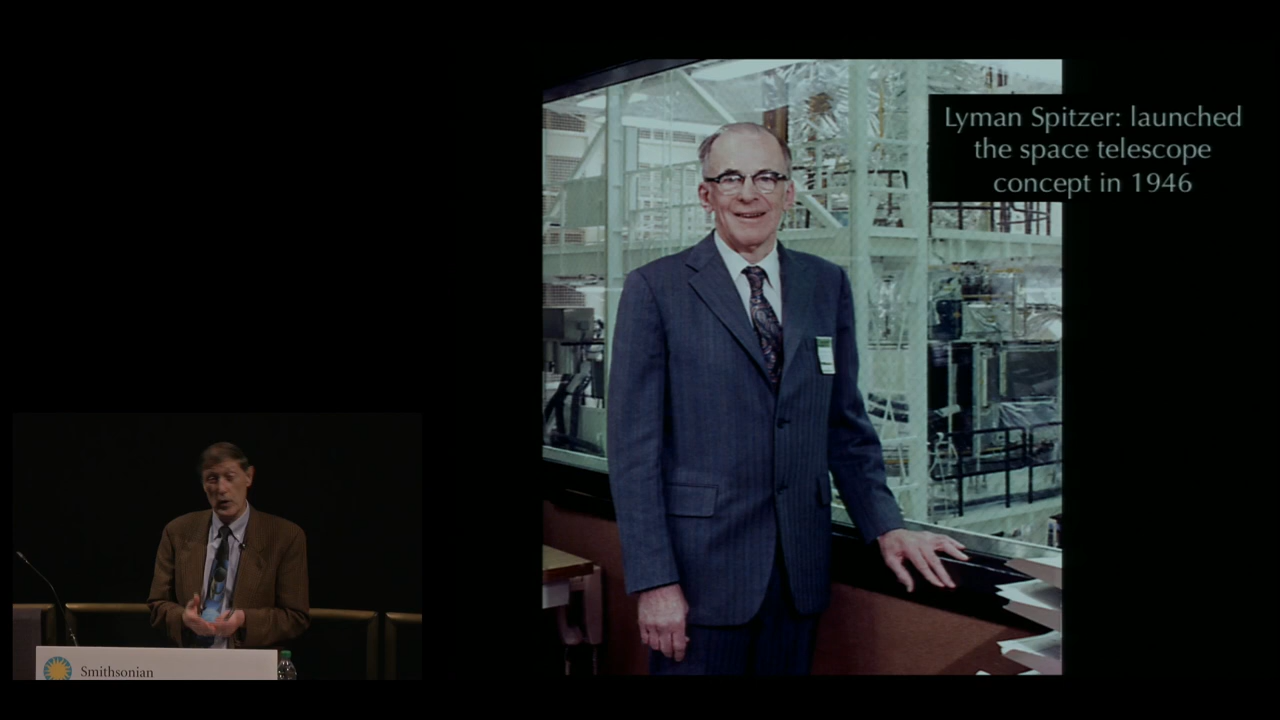 Lyman Spitzer: launched
the space telescope
concept in 1946
Smithsonian